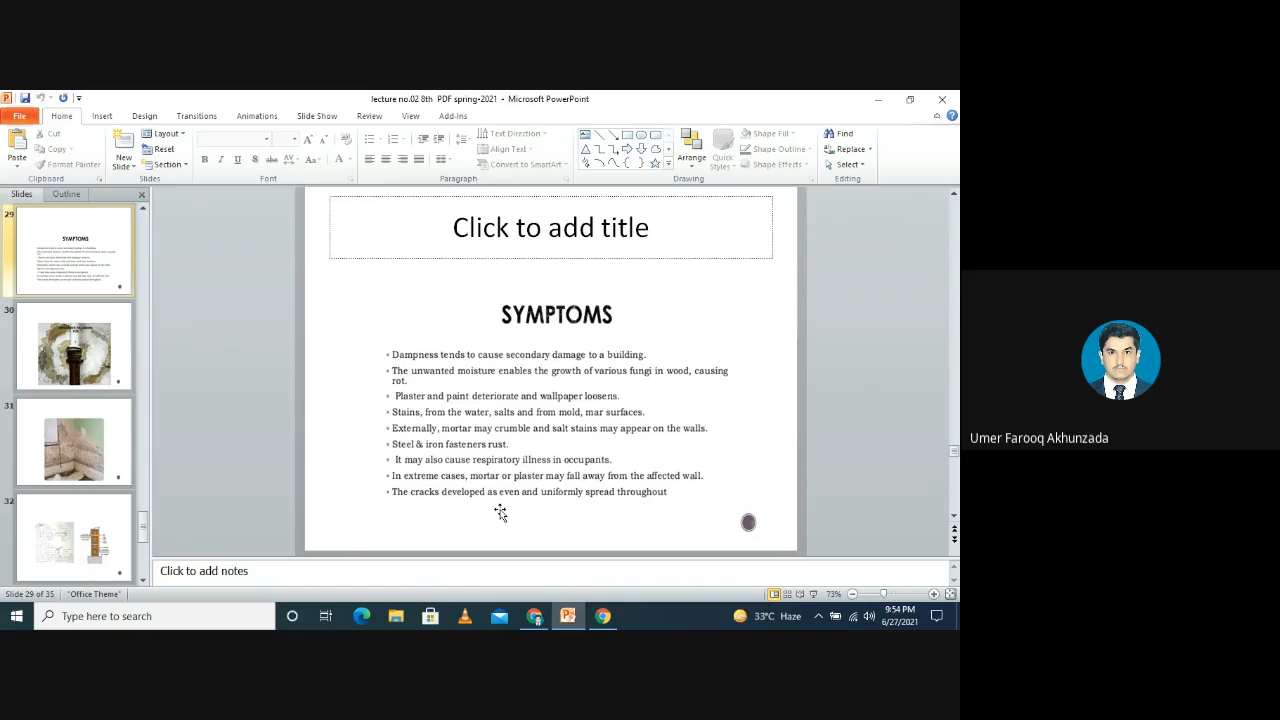 lecture no.02 8th PDF spring-2021 - Microsoft PowerPoint
File Home Insert Design Transitions Animations Slide Show Review View Add-Ins
Paste
Cut
Copy
Format Painter
Clipboard
New
Slide
Layout
Reset
Section
Slides
Font
Text Direction
Align Text
Convert to SmartArt
Paragraph
Arrange
Quick
Styles
Shape Fill
Shape Outline
Shape Effects
Drawing
Find
Replace
Select
Editing
Slides Outline
29
SYMPTOMS
30
31
32
Click to add title
SYMPTOMS
• Dampness tends to cause secondary damage to a building.
• The unwanted moisture enables the growth of various fungi in wood, causing
rot.
• Plaster and paint deteriorate and wallpaper loosens.
• Stains, from the water, salts and from mold, mar surfaces.
• Externally, mortar may crumble and salt stains may appear on the walls.
• Steel & iron fasteners rust.
• It may also cause respiratory illness in occupants.
• In extreme cases, mortar or plaster may fall away from the affected wall.
• The cracks developed as even and uniformly spread throughout
Click to add notes
Slide 29 of 35 "Office Theme" 73%
Type here to search
33°C Haze
9:54 PM
6/27/2021
Umer Farooq Akhunzada